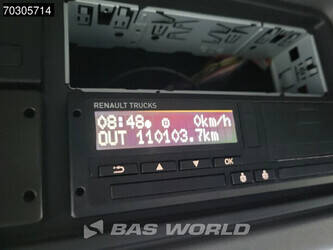 70305714
RENAULT TRUCKS
08:48 0km/h
OUT 110103.7km
OK
BAS WORLD